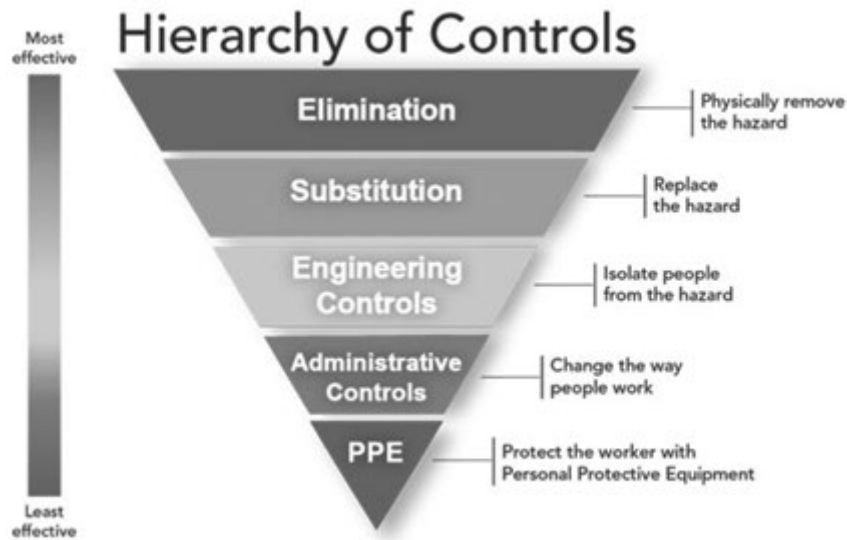 Hierarchy of Controls
Most
effective
Elimination
Physically remove
the hazard
Substitution
Replace
the hazard
Engineering
Controls
Isolate people
from the hazard
Administrative
Controls
Change the way
people work
PPE
Protect the worker with
Personal Protective Equipment
Least
effective